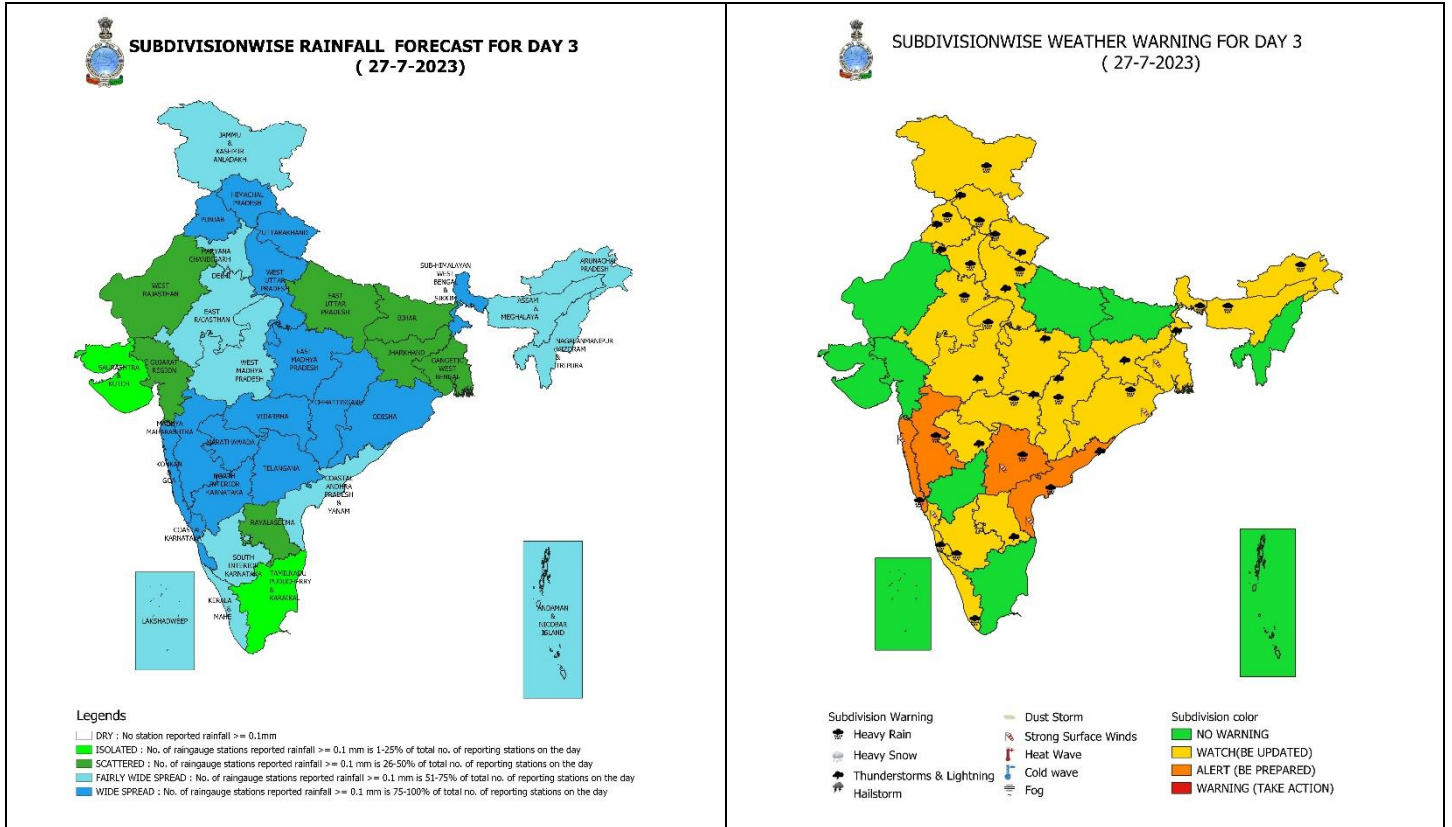 SUBDIVISIONWISE RAINFALL FORECAST FOR DAY 3
( 27-7-2023)
JAMMU
&
KASHMIR
ANLADAKH
HIMACHAL
PRADESH
PUNJAB
UTTARAKHAND
HARYANA
CHANDIGARH
DELHI
WEST
UTTAR
PRADESH
SUB-HIMALAYAN
WEST
BENGAL
&
SIKKIM
ARUNACHAL
PRADESH
WEST
RAJASTHAN
EAST
UTTAR
PRADESH
ASSAM
&
MEGHALAYA
EAST
RAJASTHAN
BIHAR
NAGALANMANIPUR
MIZORAM
&
TRIPURA
SAURASHTRA
&
KUTCH
GUJARAT
REGION
WEST
MADHYA
PRADESH
EAST
MADHYA
PRADESH
JHARKHAND
GANGETIC
WEST
BENGAL
CHHATTISGARH
ODISHA
VIDARBHA
MADHYA
MAHARASHTRA
MARATHAWADA
KONKAN
&
GOA
NORTH
INTERIOR
KARNATAKA
TELANGANA
COASTAL
ANDHRA
PRADESH
&
YANAM
RAYALASEEMA
COASTAL
KARNATAKA
SOUTH
INTERIOR
KARNATAKA
TAMILNADU
PUDUCHERRY
&
KARAIKAL
KERALA
&
MAHE
LAKSHADWEEP
ANDAMAN
&
NICOBAR
ISLAND
Legends
DRY : No station reported rainfall >= 0.1mm
ISOLATED : No. of raingauge stations reported rainfall >= 0.1 mm is 1-25% of total no. of reporting stations on the day
SCATTERED : No. of raingauge stations reported rainfall >= 0.1 mm is 26-50% of total no. of reporting stations on the day
FAIRLY WIDE SPREAD : No. of raingauge stations reported rainfall >= 0.1 mm is 51-75% of total no. of reporting stations on the day
WIDE SPREAD : No. of raingauge stations reported rainfall >= 0.1 mm is 75-100% of total no. of reporting stations on the day
SUBDIVISIONWISE WEATHER WARNING FOR DAY 3
( 27-7-2023)
Subdivision Warning
Heavy Rain
Heavy Snow
Thunderstorms & Lightning
Hailstorm
Dust Storm
Strong Surface Winds
Heat Wave
Cold wave
Fog
Subdivision color
NO WARNING
WATCH(BE UPDATED)
ALERT (BE PREPARED)
WARNING (TAKE ACTION)